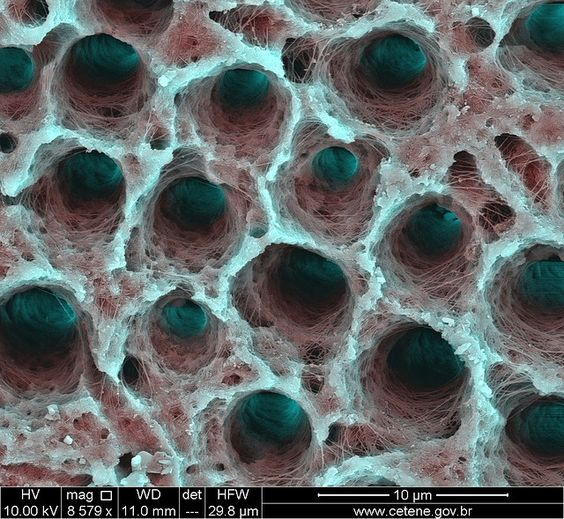 HV mag □ WD det HFW
10.00 kV 8 579 x 11.0 mm --- 29.8 µm
10 µm
www.cetene.gov.br